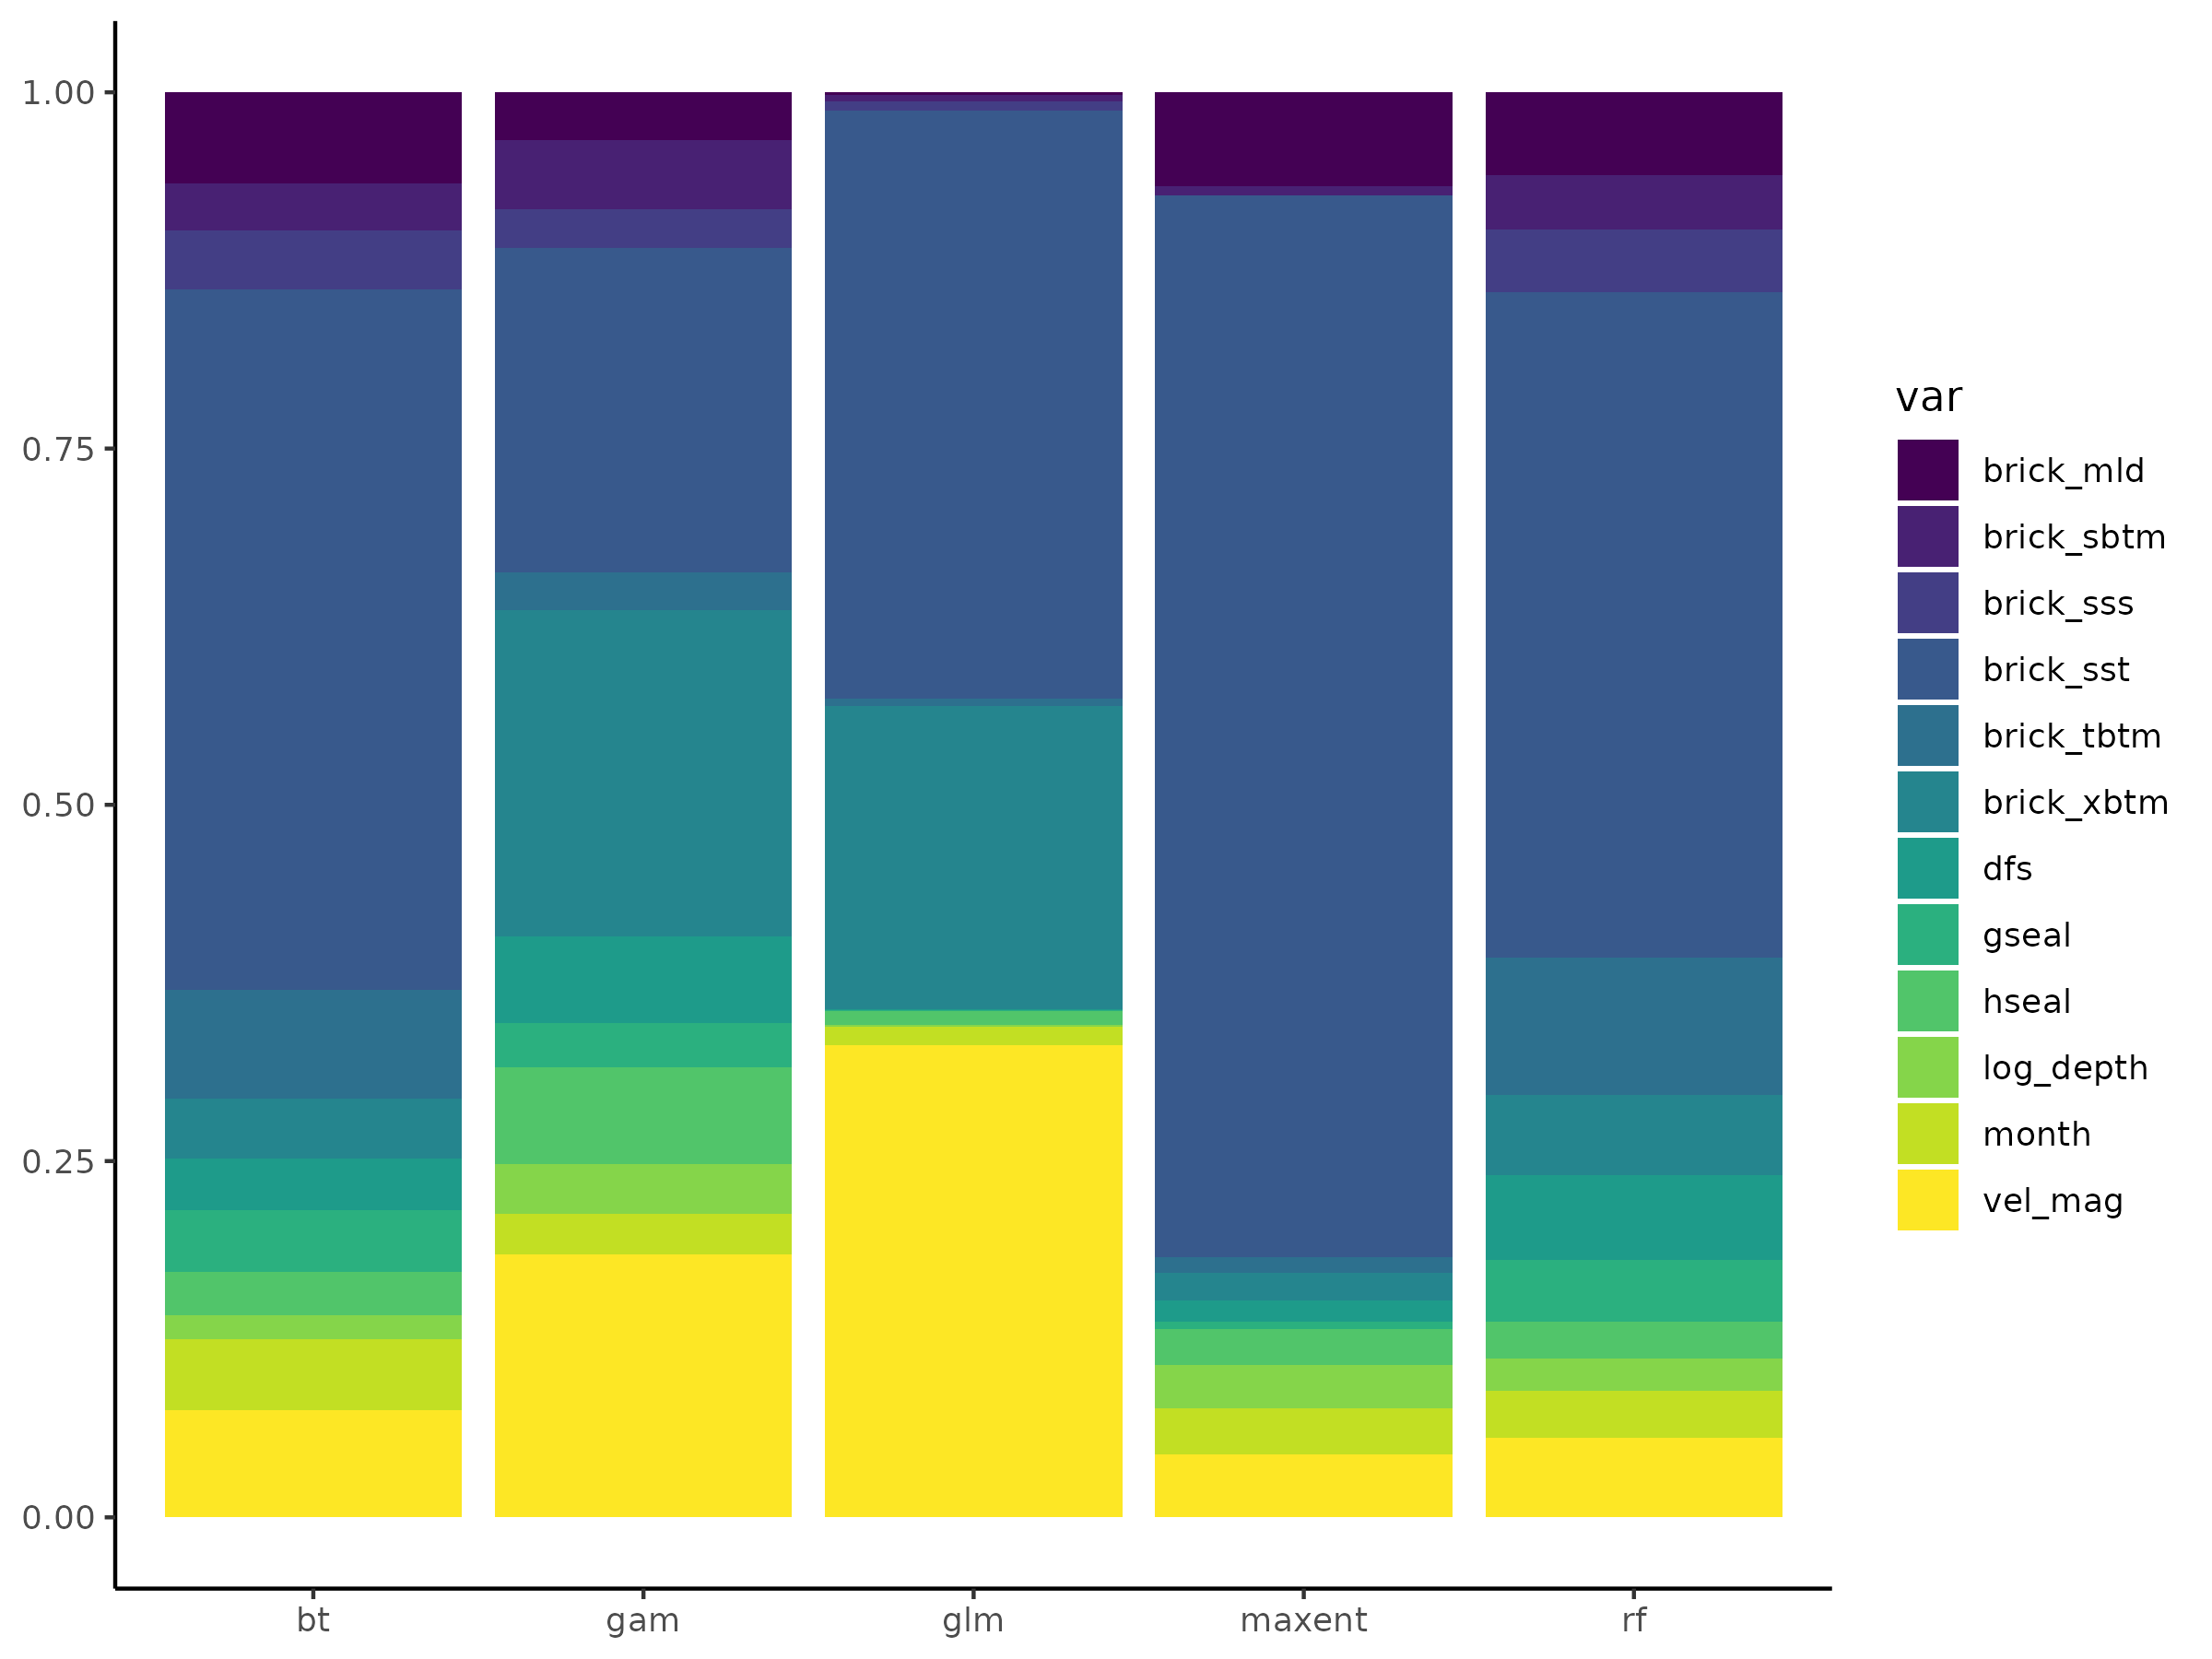 1.00
0.75
0.50
0.25
0.00
bt
gam
glm
maxent
rf
var
brick_mld
brick_sbtm
brick_sss
brick_sst
brick_tbtm
brick_xbtm
dfs
gseal
hseal
log_depth
month
vel_mag